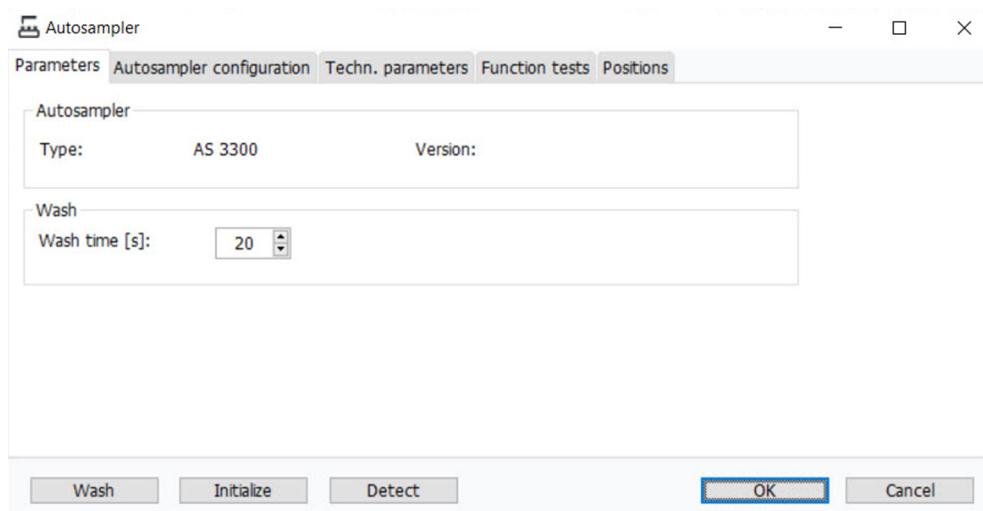 Autosampler
Parameters Autosampler configuration Techn. parameters Function tests Positions
Autosampler
Type: AS 3300 Version:
Wash
Wash time [s]: 20
Wash Initialize Detect OK Cancel